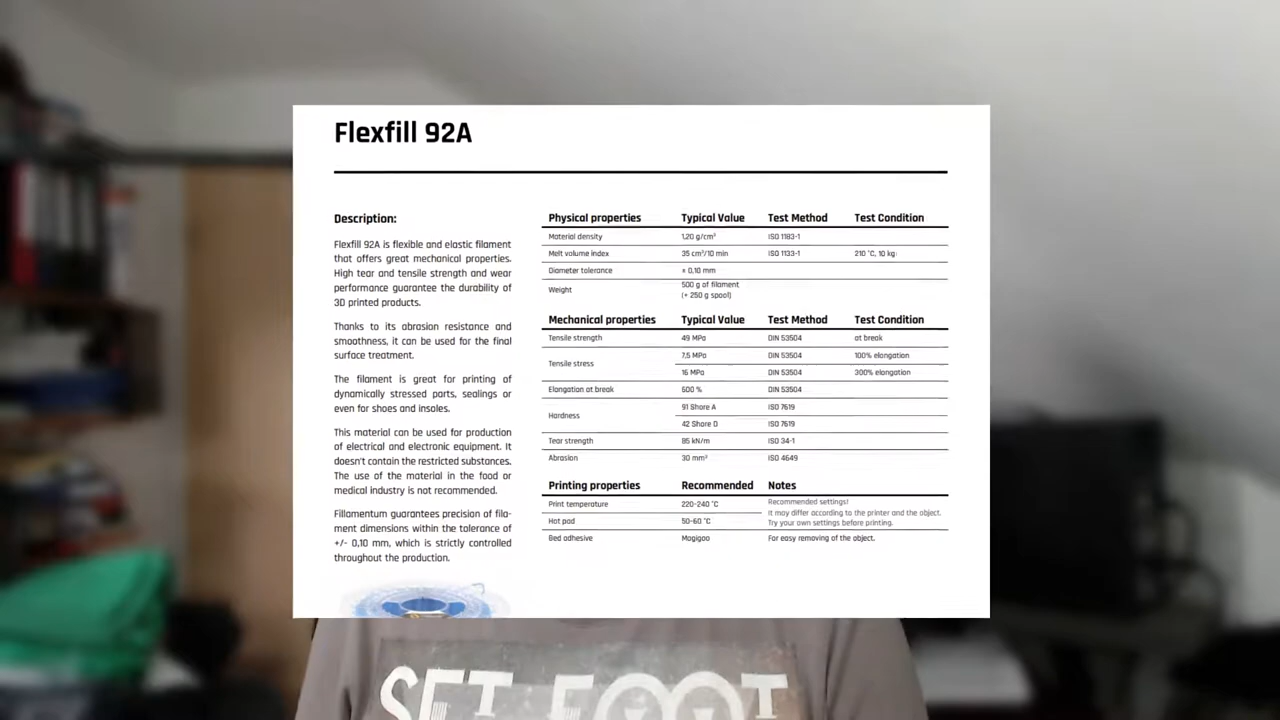 Flexfill 92A
Description:
Flexfill 92A is flexible and elastic filament
that offers great mechanical properties.
High tear and tensile strength and wear
performance guarantee the durability of
3D printed products.
Thanks to its abrasion resistance and
smoothness, it can be used for the final
surface treatment.
The filament is great for printing of
dynamically stressed parts, sealings or
even for shoes and insoles.
This material can be used for production
of electrical and electronic equipment. It
doesn't contain the restricted substances.
The use of the material in the food or
medical industry is not recommended.
Fillamentum guarantees precision of fila-
ment dimensions within the tolerance of
+/- 0,10 mm, which is strictly controlled
throughout the production.
Physical properties Typical Value Test Method Test Condition
Material density 1,20 g/cm³ ISO 1183-1
Melt volume index 35 cm³/10 min ISO 1133-1 210 °C, 10 kg
Diameter tolerance ± 0,10 mm
Weight 500 g of filament
(+ 250 g spool)
Mechanical properties Typical Value Test Method Test Condition
Tensile strength 49 MPa DIN 53504 at break
Tensile stress 7,5 MPa DIN 53504 100% elongation
16 MPa DIN 53504 300% elongation
Elongation at break 600 % DIN 53504
Hardness 91 Shore A ISO 7619
42 Shore D ISO 7619
Tear strength 85 kN/m ISO 34-1
Abrasion 30 mm³ ISO 4649
Printing properties Recommended Notes
Print temperature 220-240 °C Recommended settings!
It may differ according to the printer and the object.
Hot pad 50-60 °C Try your own settings before printing.
Bed adhesive Magigoo For easy removing of the object.
SET FOOT